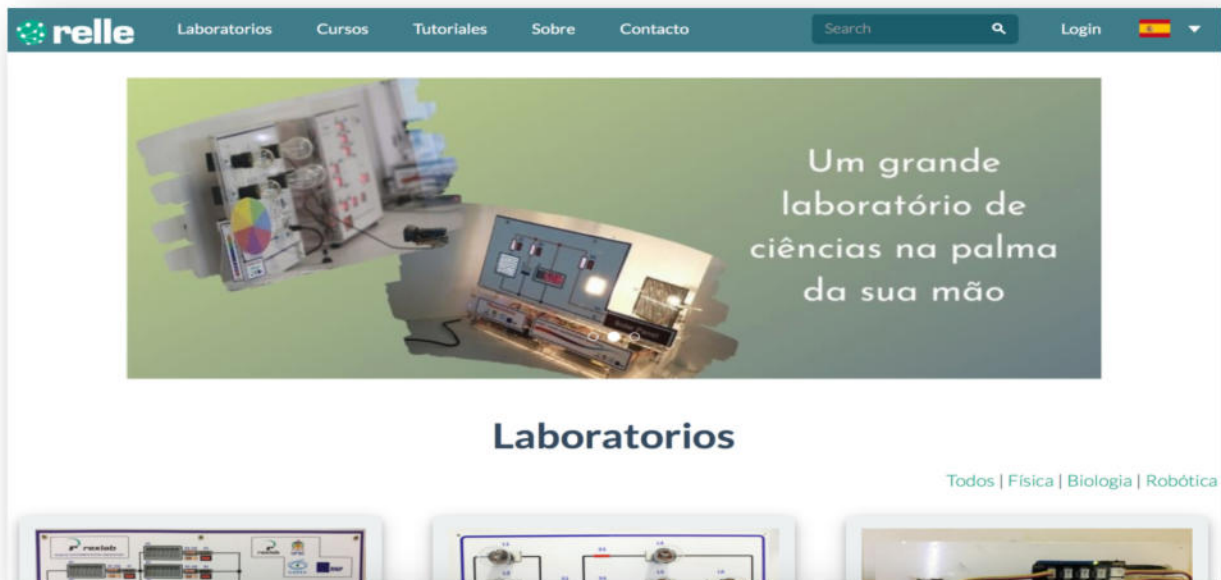 relle
Laboratorios Cursos Tutoriales Sobre Contacto Search Login
Um grande
laboratório de
ciências na palma
da sua mão
Laboratorios
Todos | Física | Biologia | Robótica
rexlab